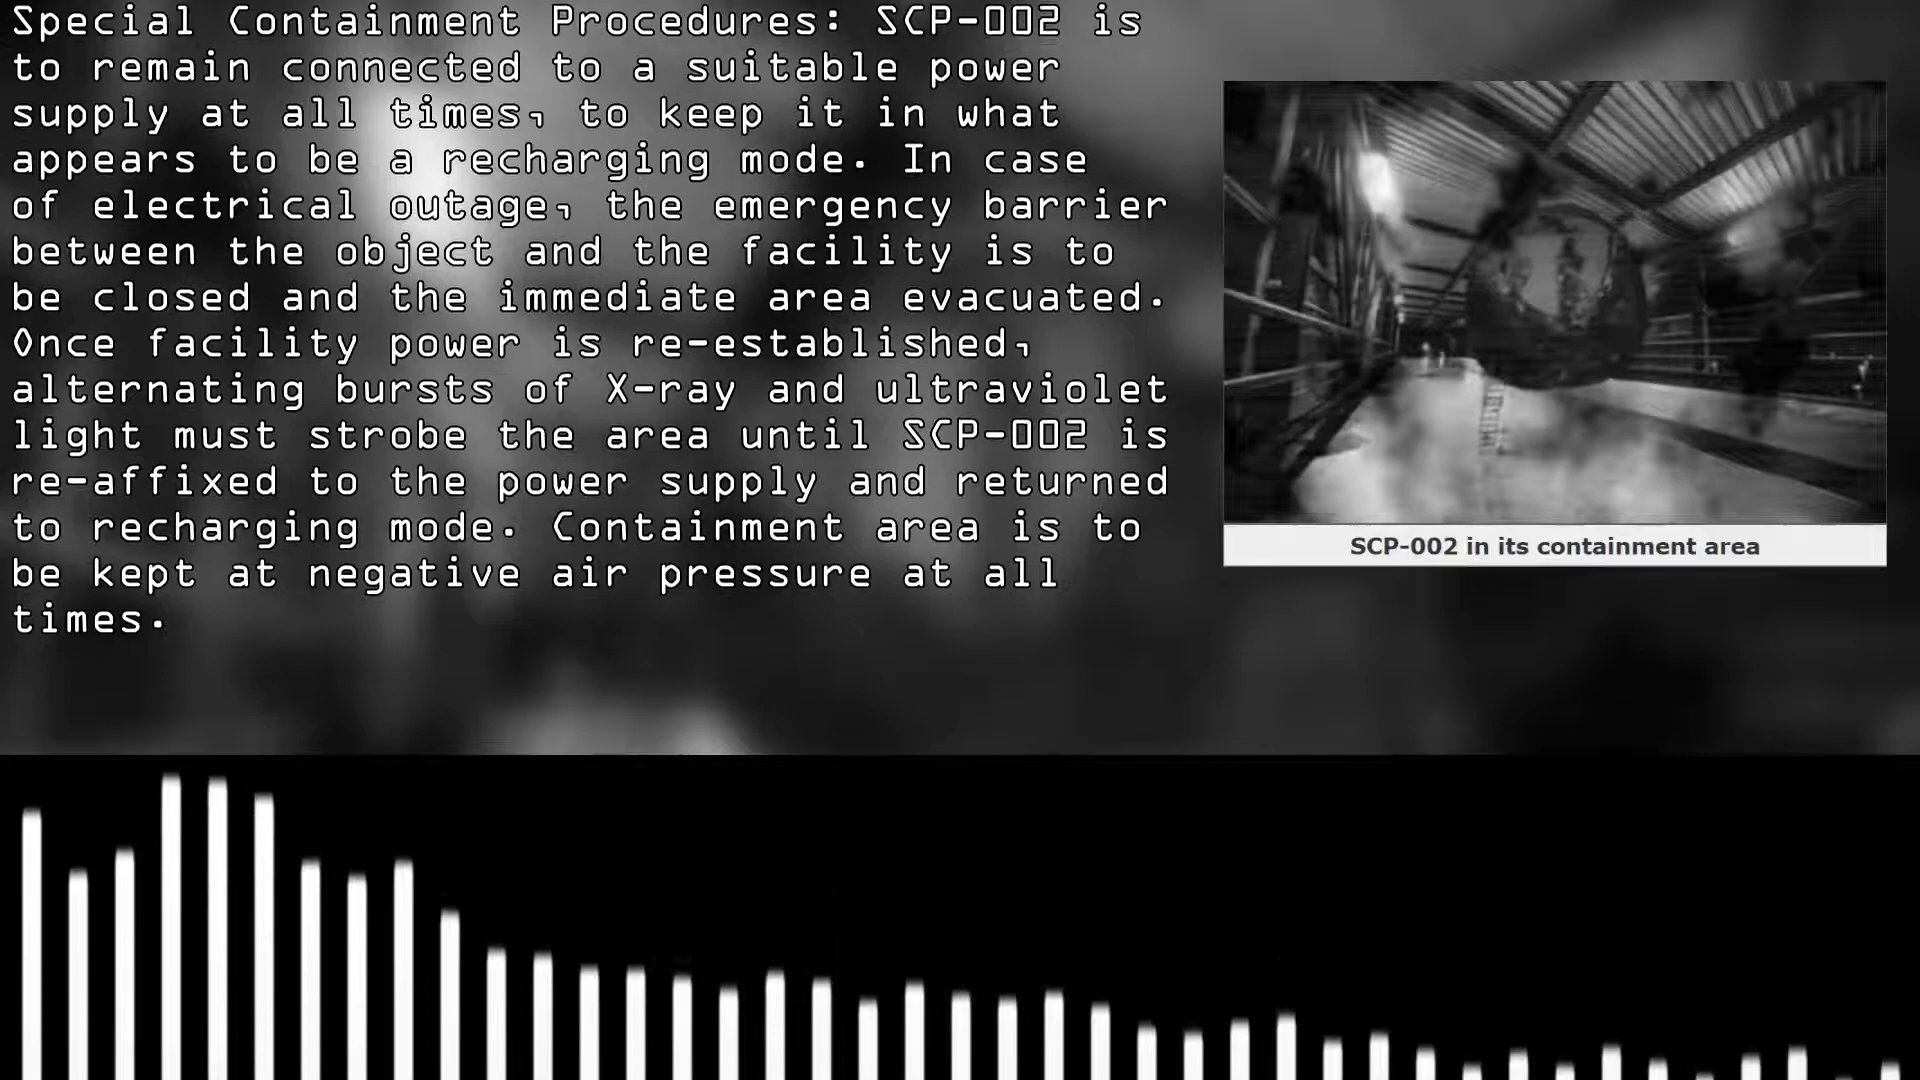 Special Containment Procedures: SCP-002 is
to remain connected to a suitable power
supply at all times, to keep it in what
appears to be a recharging mode. In case
of electrical outage, the emergency barrier
between the object and the facility is to
be closed and the immediate area evacuated.
Once facility power is re-established,
alternating bursts of X-ray and ultraviolet
light must strobe the area until SCP-002 is
re-affixed to the power supply and returned
to recharging mode. Containment area is to
be kept at negative air pressure at all
times.
SCP-002 in its containment area